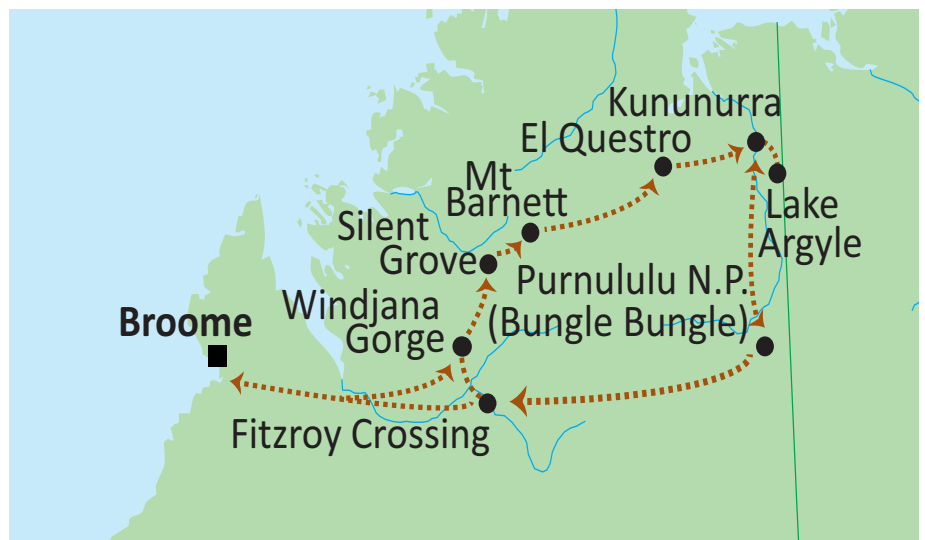 Kununurra
El Questro
Mt
Barnett
Lake
Argyle
Silent
Grove
Purnululu N.P.
(Bungle Bungle)
Windjana
Gorge
Broome
Fitzroy Crossing